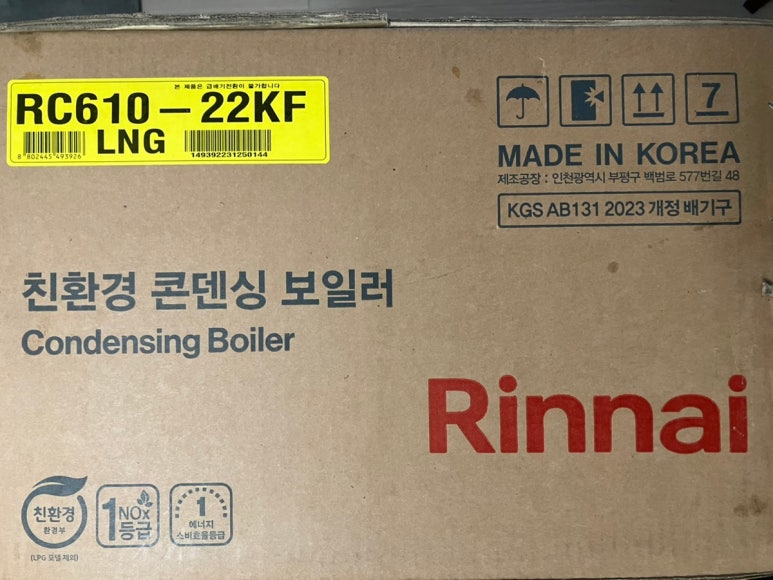 본 제품은 급배기전환이 불가합니다
RC610-22KF
LNG
8 802445 493926
149392231250144
7
MADE IN KOREA
제조공장 : 인천광역시 부평구 백범로 577번길 48
KGS AB131 2023 개정 배기구
친환경 콘덴싱 보일러
Condensing Boiler
Rinnai
친환경
환경부
(LPG 모델 제외)
1 NOx
등급
1
에너지
소비효율등급